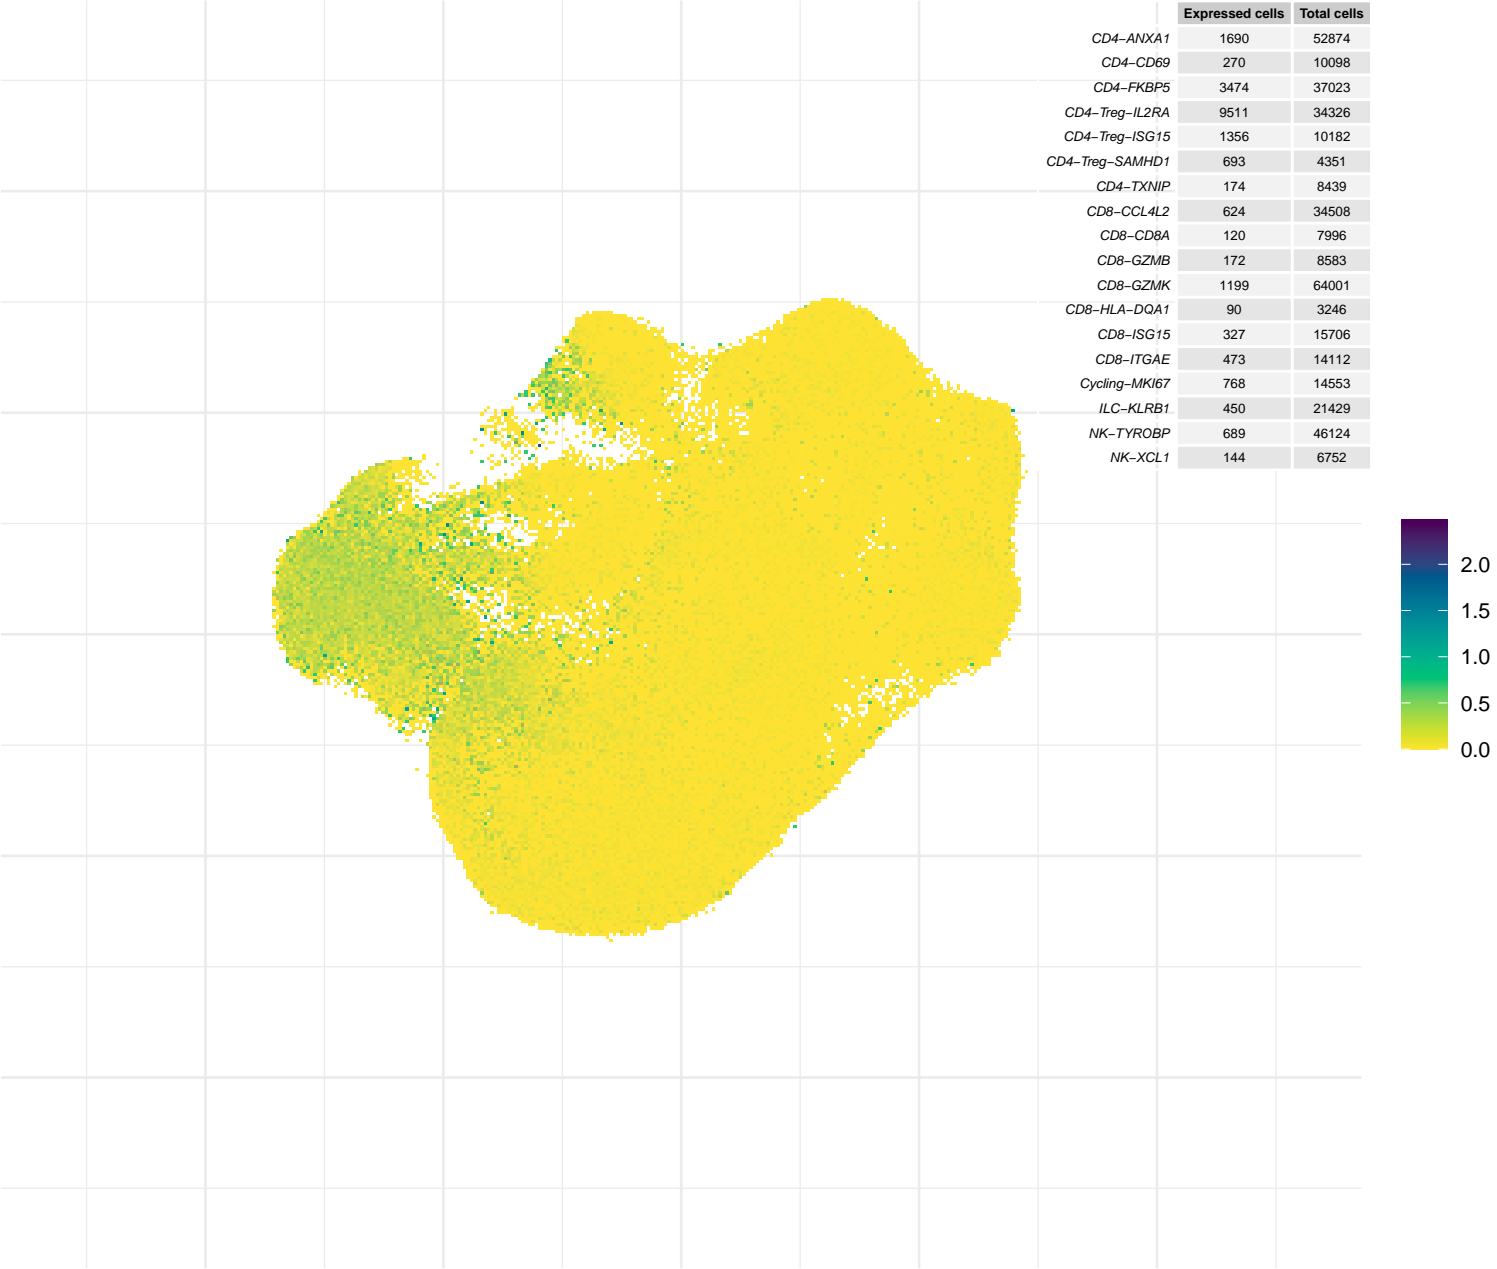 Expressed cells Total cells
CD4−ANXA1 1690 52874
CD4−CD69 270 10098
CD4−FKBP5 3474 37023
CD4−Treg−IL2RA 9511 34326
CD4−Treg−ISG15 1356 10182
CD4−Treg−SAMHD1 693 4351
CD4−TXNIP 174 8439
CD8−CCL4L2 624 34508
CD8−CD8A 120 7996
CD8−GZMB 172 8583
CD8−GZMK 1199 64001
CD8−HLA−DQA1 90 3246
CD8−ISG15 327 15706
CD8−ITGAE 473 14112
Cycling−MKI67 768 14553
ILC−KLRB1 450 21429
NK−TYROBP 689 46124
NK−XCL1 144 6752
2.0
1.5
1.0
0.5
0.0